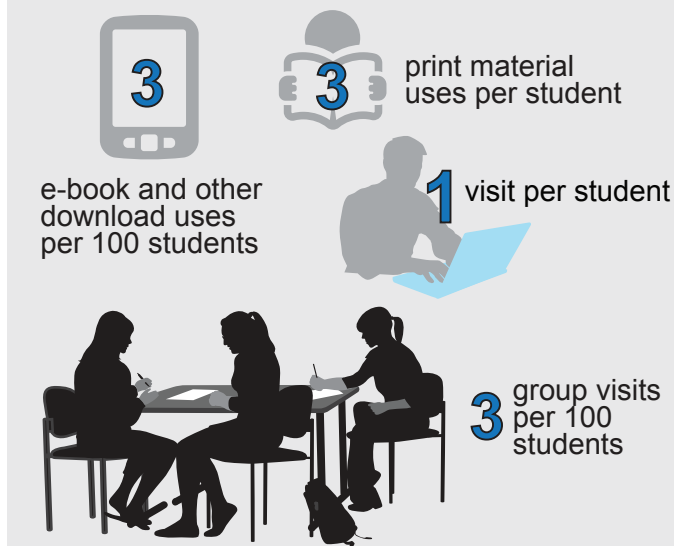 3
e-book and other
download uses
per 100 students
3
print material
uses per student
1
visit per student
3
group visits
per 100
students